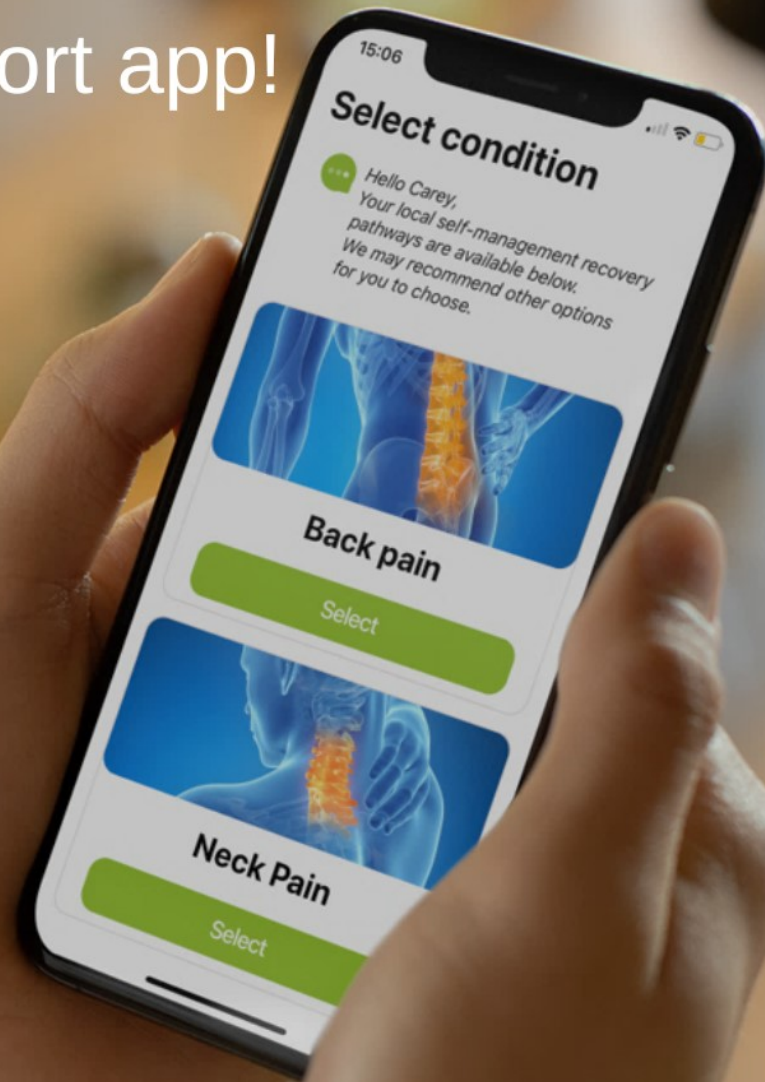 ort app!
15:06
Select condition
Hello Carey,
Your local self-management recovery
pathways are available below.
We may recommend other options
for you to choose.
Back pain
Select
Neck Pain
Select